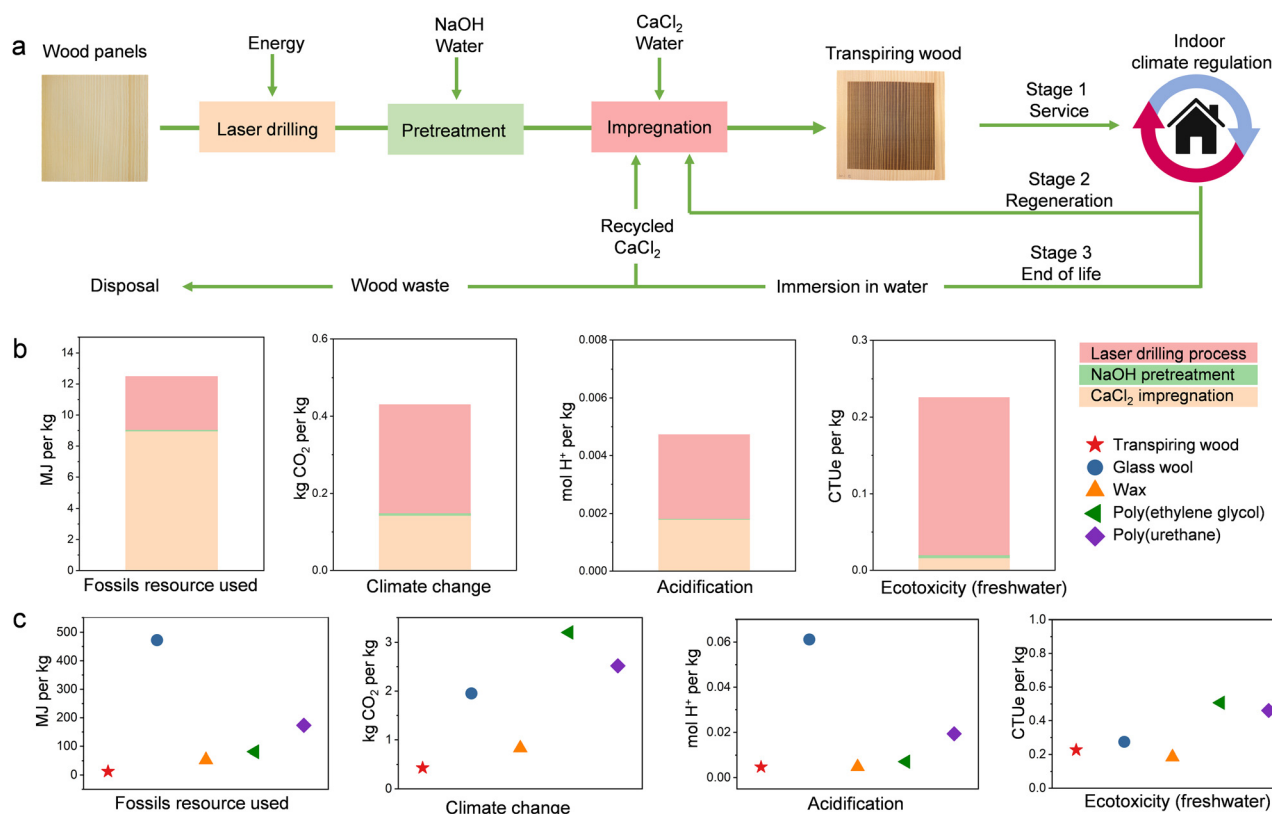 a
Wood panels
Energy
NaOH
Water
CaCl₂
Water
Transpiring wood
Indoor
climate regulation
Laser drilling
Pretreatment
Impregnation
Stage 1
Service
Stage 2
Regeneration
Recycled
CaCl₂
Stage 3
End of life
Disposal
Wood waste
Immersion in water
b
MJ per kg
14
12
10
8
6
4
2
0
Fossils resource used
kg CO₂ per kg
0.6
0.4
0.2
0.0
Climate change
mol H⁺ per kg
0.008
0.006
0.004
0.002
0.000
Acidification
CTUe per kg
0.3
0.2
0.1
0.0
Ecotoxicity (freshwater)
Laser drilling process
NaOH pretreatment
CaCl₂ impregnation
Transpiring wood
Glass wool
Wax
Poly(ethylene glycol)
Poly(urethane)
c
MJ per kg
500
400
300
200
100
0
Fossils resource used
kg CO₂ per kg
3
2
1
0
Climate change
mol H⁺ per kg
0.06
0.04
0.02
0.00
Acidification
CTUe per kg
1.0
0.8
0.6
0.4
0.2
0.0
Ecotoxicity (freshwater)